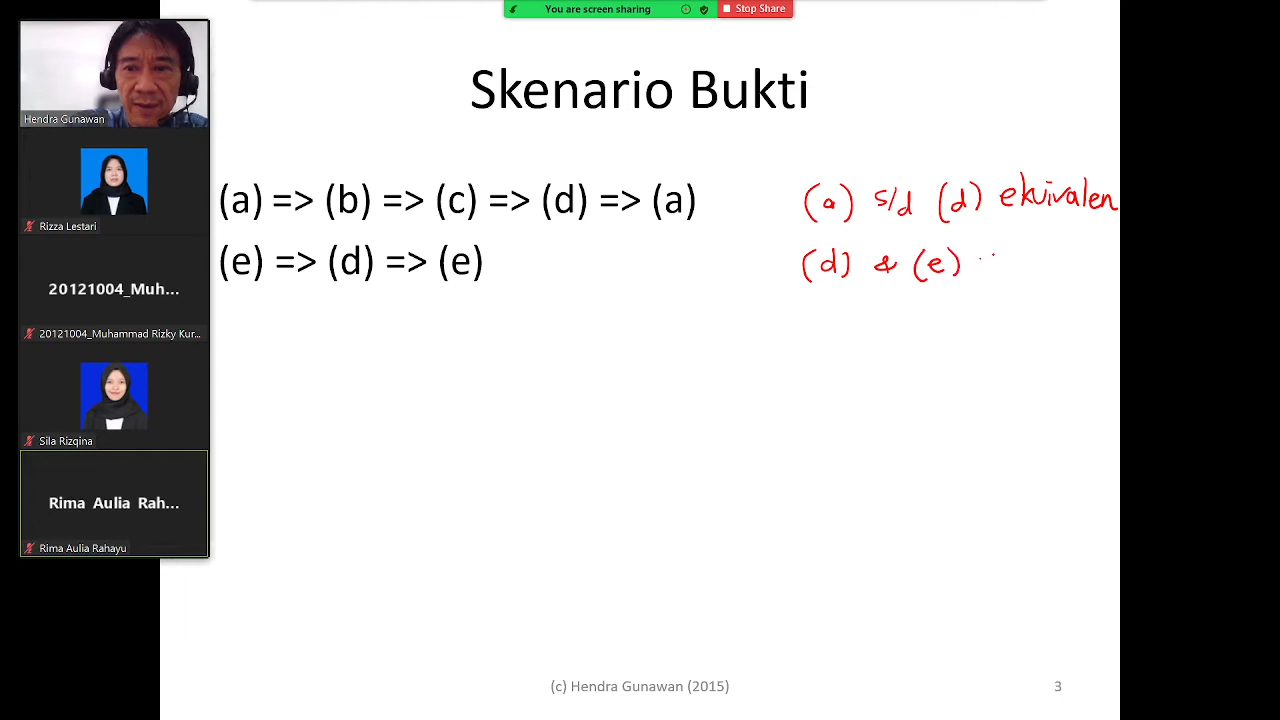 You are screen sharing Stop Share
Skenario Bukti
Hendra Gunawan
(a) => (b) => (c) => (d) => (a) (a) s/d (d) ekuivalen
Rizza Lestari
(e) => (d) => (e) (d) & (e) "
20121004_Muh...
20121004_Muhammad Rizky Kur...
Sila Rizqina
Rima Aulia Rah...
Rima Aulia Rahayu
(c) Hendra Gunawan (2015) 3